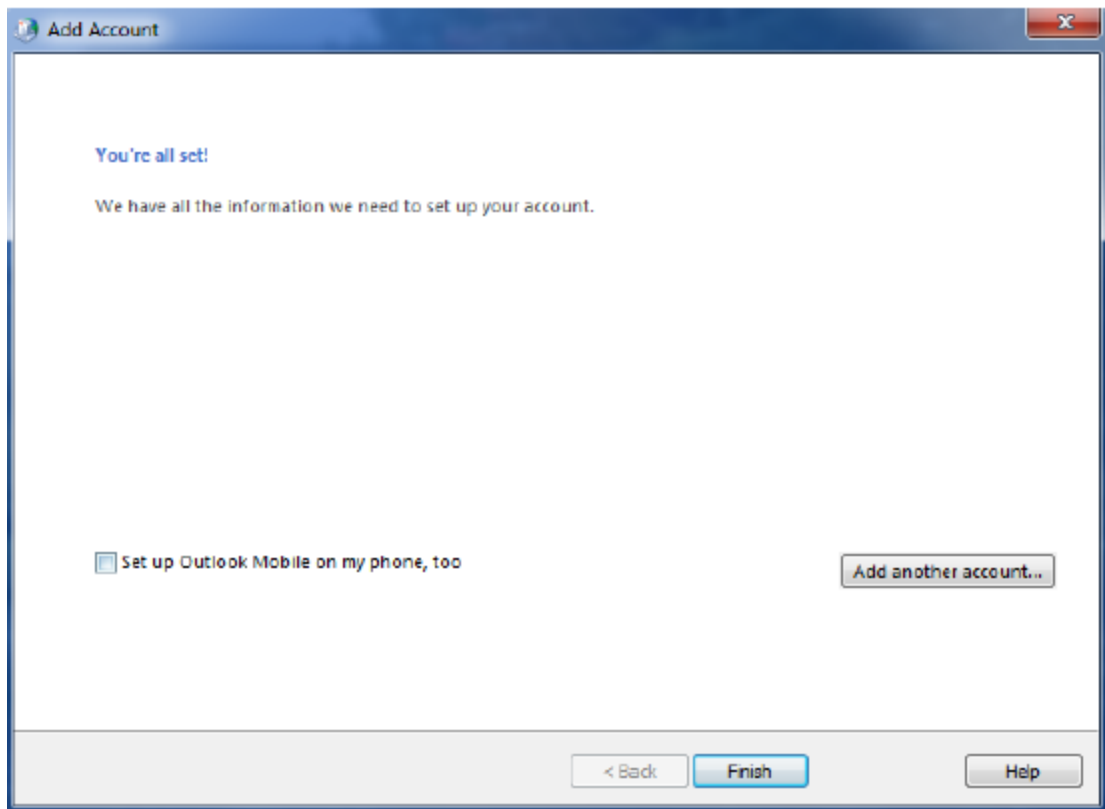 Add Account
You're all set!
We have all the information we need to set up your account.
Set up Outlook Mobile on my phone, too
Add another account...
< Back
Finish
Help